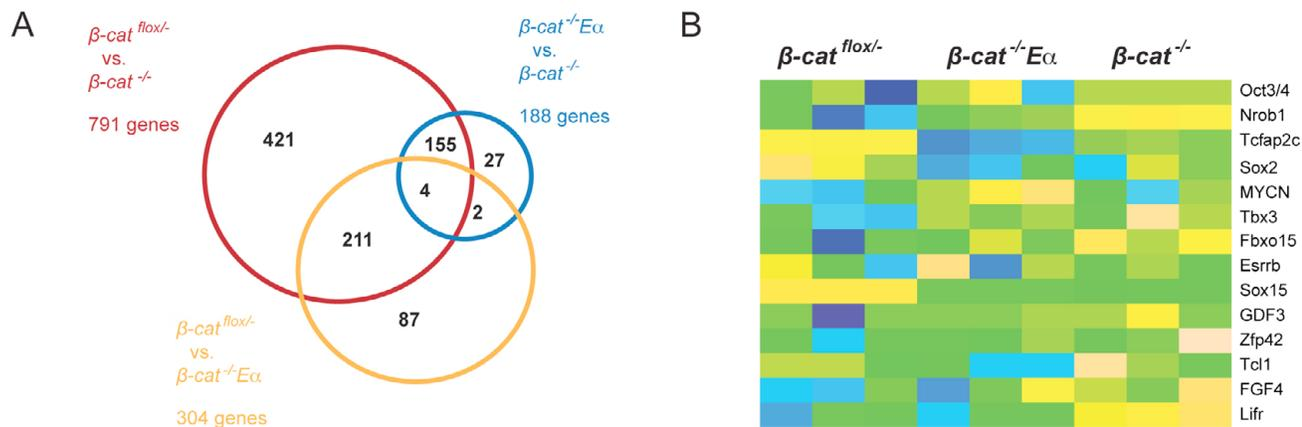 A
β-cat flox/-
vs.
β-cat -/-
791 genes
β-cat-/-Eα
vs.
β-cat-/-
188 genes
421
155
27
4
2
211
87
β-cat flox/-
vs.
β-cat-/-Eα
304 genes
B
β-cat flox/- β-cat-/-Eα β-cat-/-
Oct3/4
Nrob1
Tcfap2c
Sox2
MYCN
Tbx3
Fbxo15
Esrrb
Sox15
GDF3
Zfp42
Tcl1
FGF4
Lifr